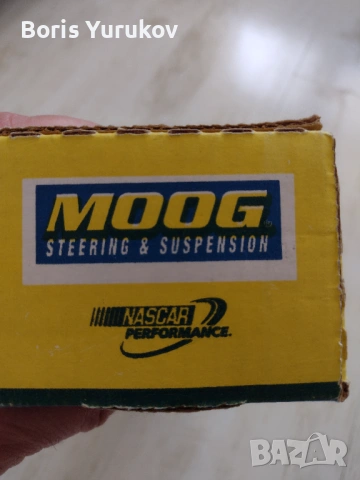 Boris Yurukov
MOOG®
STEERING & SUSPENSION
NASCAR
PERFORMANCE.
BAZAR